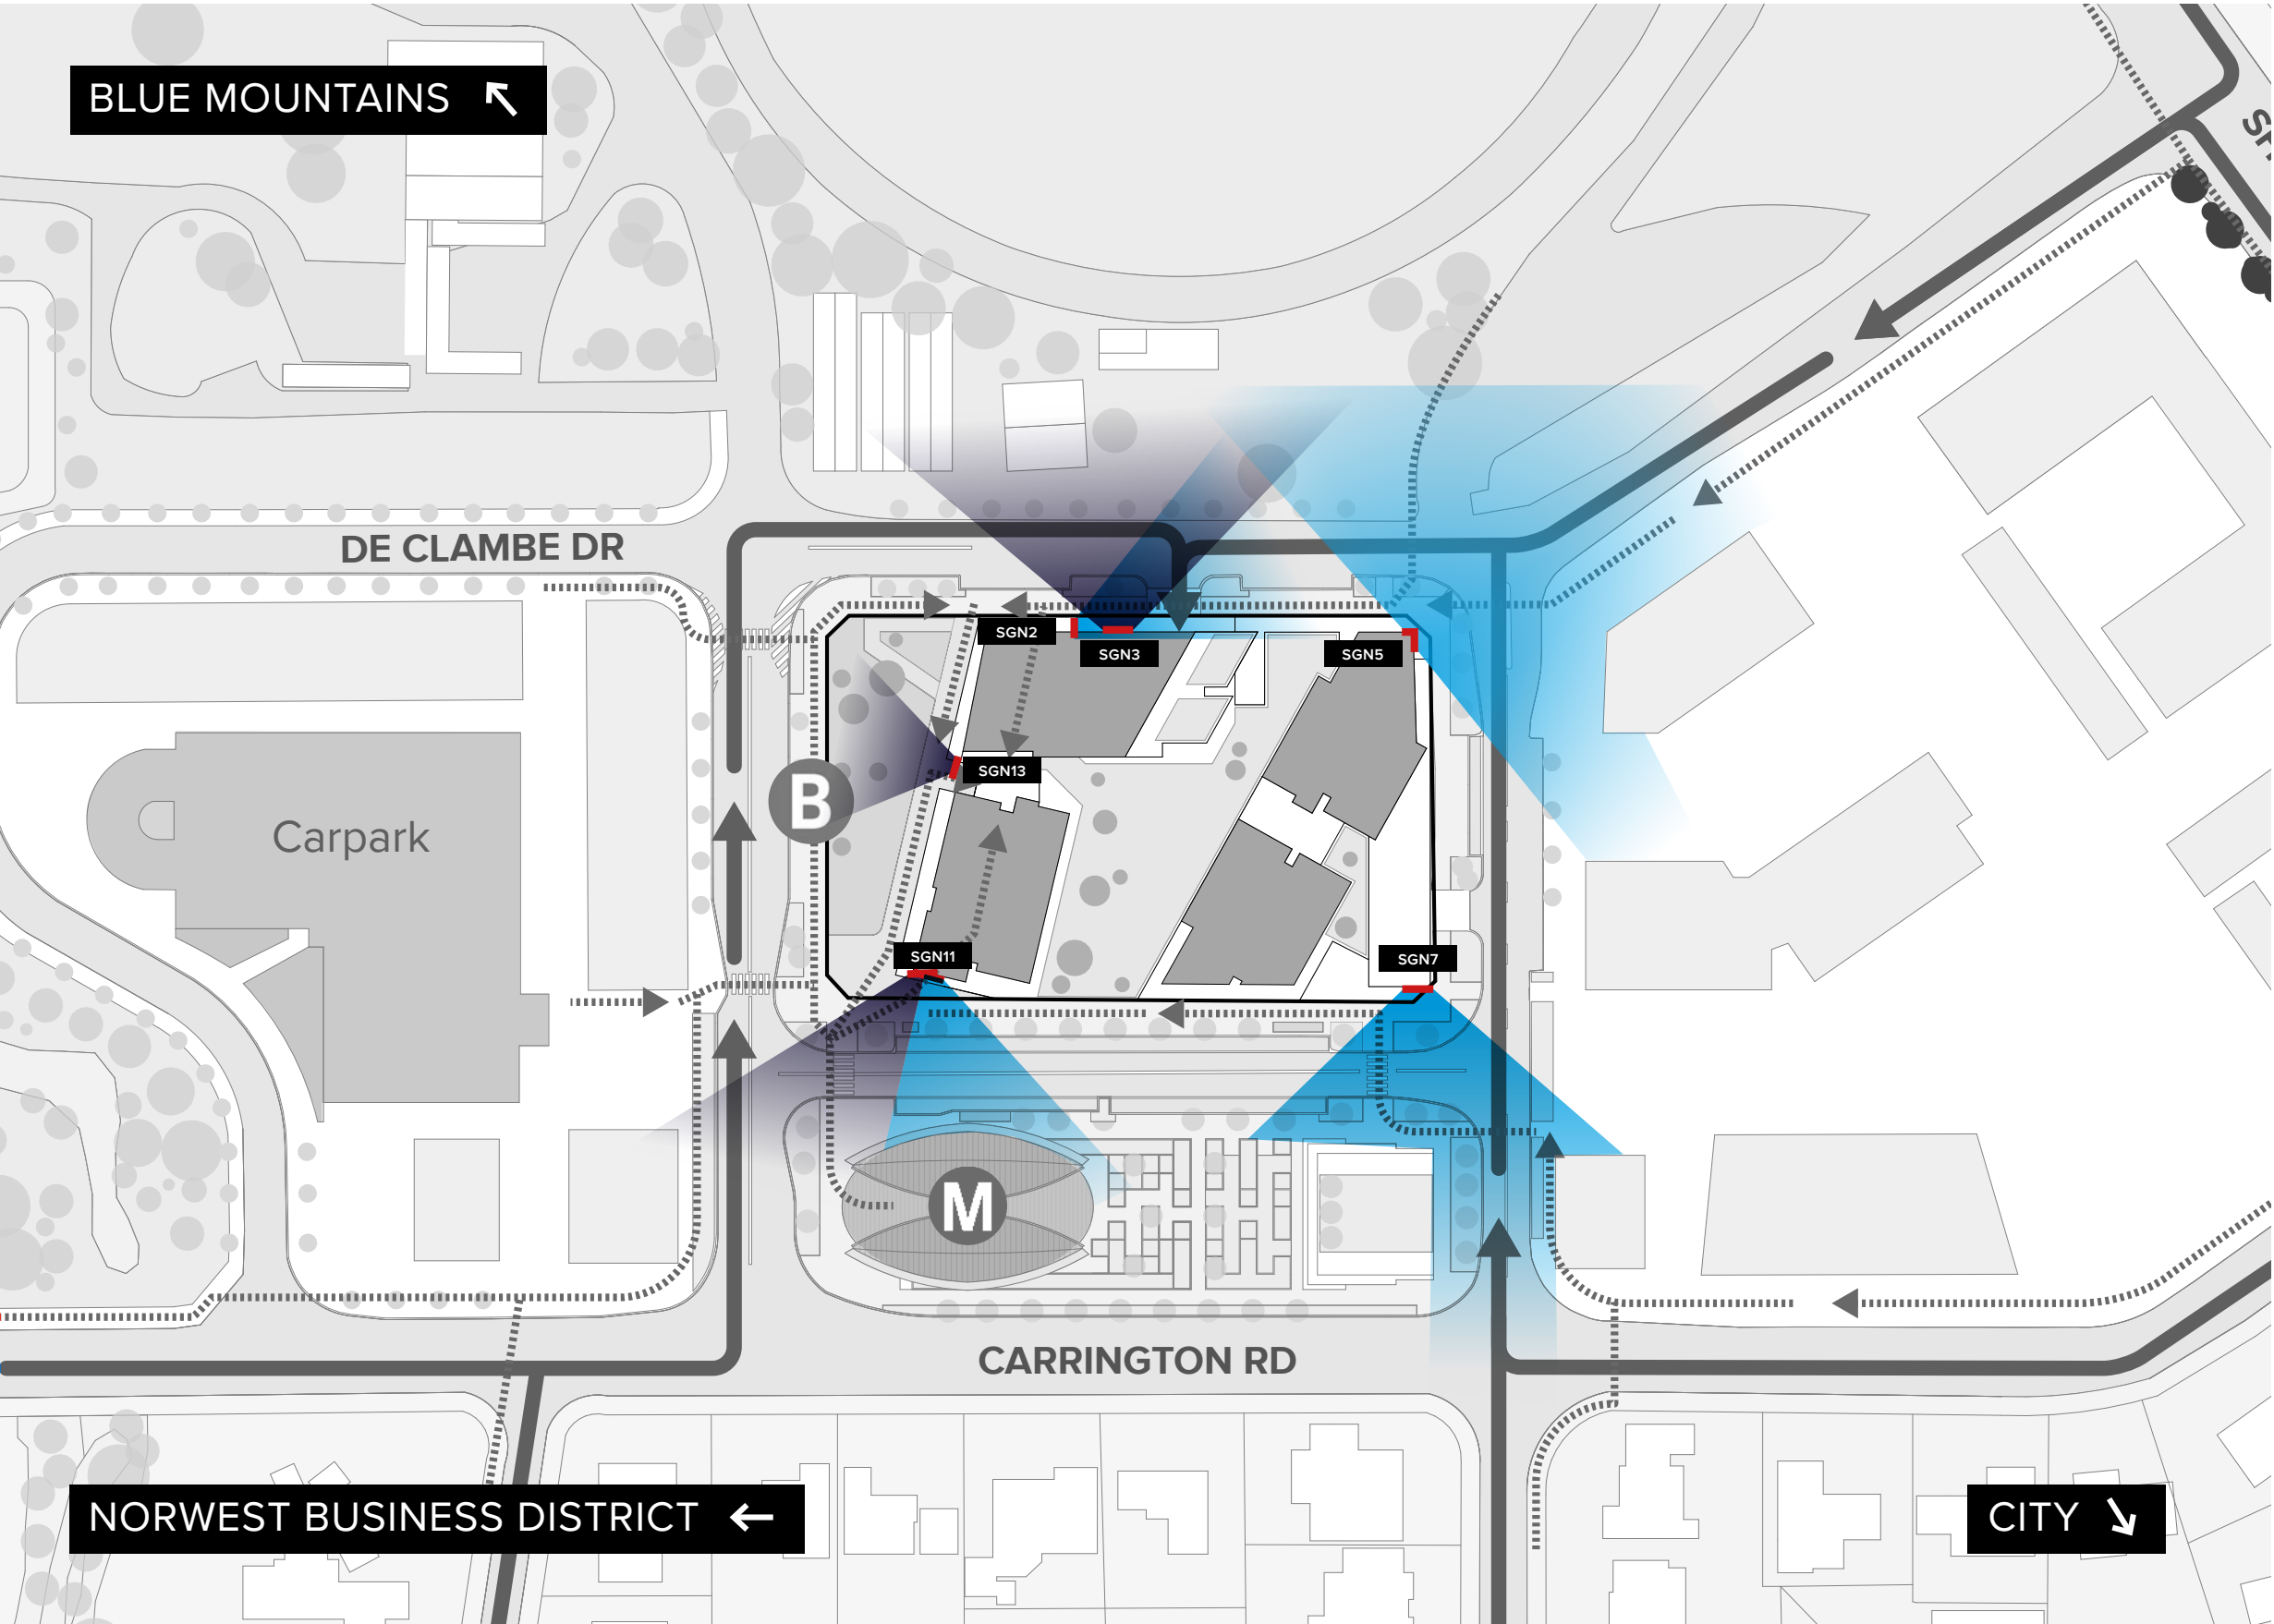 BLUE MOUNTAINS ↖
DE CLAMBE DR
SGN2
SGN3
SGN5
SGN13
B
Carpark
SGN11
SGN7
M
CARRINGTON RD
NORWEST BUSINESS DISTRICT ←
CITY ↘